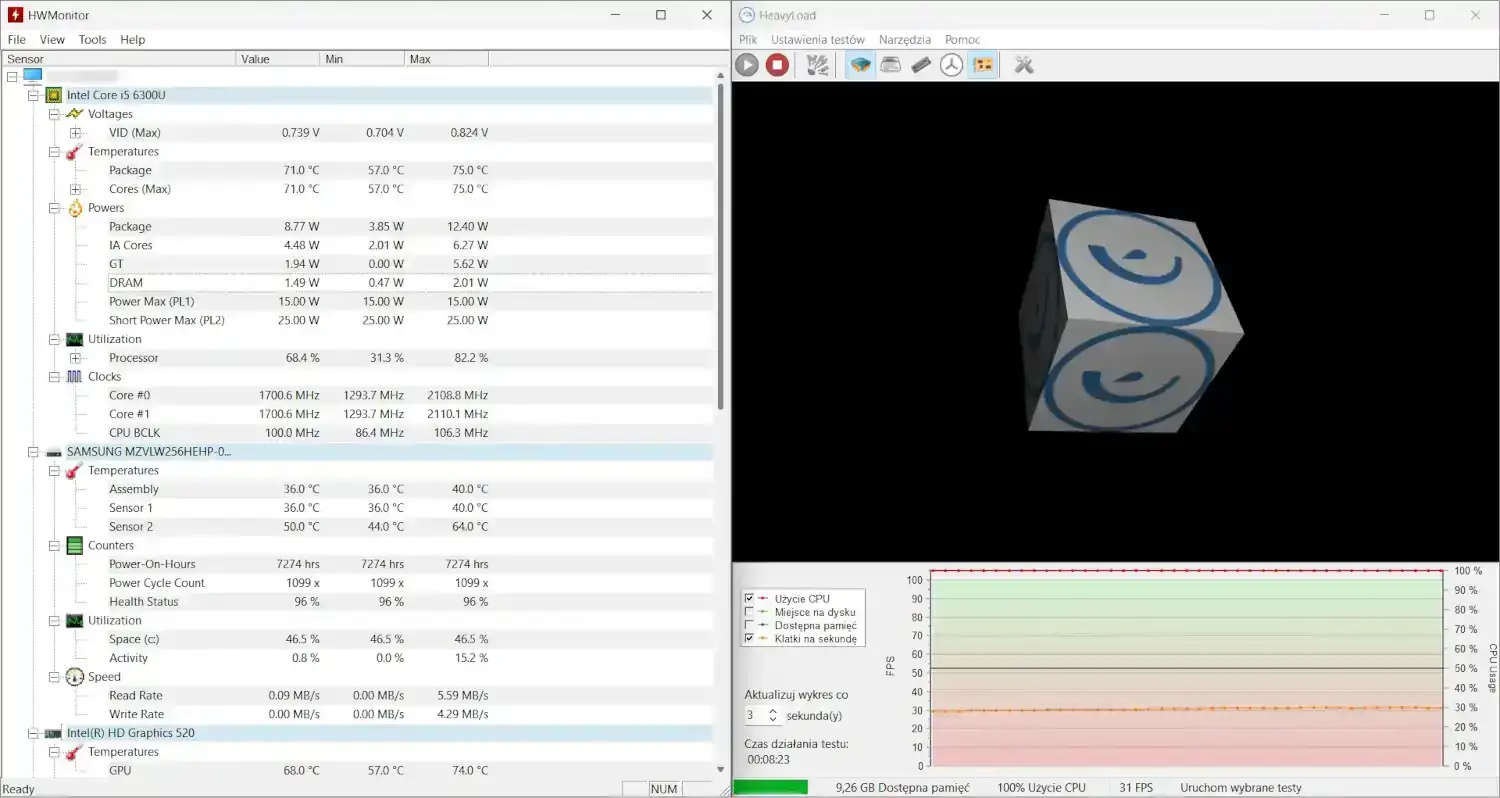 HWMonitor
File View Tools Help
Sensor Value Min Max
Intel Core i5 6300U
Voltages
VID (Max) 0.739 V 0.704 V 0.824 V
Temperatures
Package 71.0 °C 57.0 °C 75.0 °C
Cores (Max) 71.0 °C 57.0 °C 75.0 °C
Powers
Package 8.77 W 3.85 W 12.40 W
IA Cores 4.48 W 2.01 W 6.27 W
GT 1.94 W 0.00 W 5.62 W
DRAM 1.49 W 0.47 W 2.01 W
Power Max (PL1) 15.00 W 15.00 W 15.00 W
Short Power Max (PL2) 25.00 W 25.00 W 25.00 W
Utilization
Processor 68.4 % 31.3 % 82.2 %
Clocks
Core #0 1700.6 MHz 1293.7 MHz 2108.8 MHz
Core #1 1700.6 MHz 1293.7 MHz 2110.1 MHz
CPU BCLK 100.0 MHz 86.4 MHz 106.3 MHz
SAMSUNG MZVLW256HEHP-0...
Temperatures
Assembly 36.0 °C 36.0 °C 40.0 °C
Sensor 1 36.0 °C 36.0 °C 40.0 °C
Sensor 2 50.0 °C 44.0 °C 64.0 °C
Counters
Power-On-Hours 7274 hrs 7274 hrs 7274 hrs
Power Cycle Count 1099 x 1099 x 1099 x
Health Status 96 % 96 % 96 %
Utilization
Space (c:) 46.5 % 46.5 % 46.5 %
Activity 0.8 % 0.0 % 15.2 %
Speed
Read Rate 0.09 MB/s 0.00 MB/s 5.59 MB/s
Write Rate 0.00 MB/s 0.00 MB/s 4.29 MB/s
Intel(R) HD Graphics 520
Temperatures
GPU 68.0 °C 57.0 °C 74.0 °C
Ready NUM
HeavyLoad
Plik Ustawienia testów Narzędzia Pomoc
e
e
Użycie CPU
Miejsce na dysku
Dostępna pamięć
Klatki na sekundę
Aktualizuj wykres co
3 sekunda(y)
Czas działania testu:
00:08:23
FPS
100
90
80
70
60
50
40
30
20
10
0
100 %
90 %
80 %
70 %
60 %
50 %
40 %
30 %
20 %
10 %
0 %
CPU Usage
9,26 GB Dostępna pamięć 100% Użycie CPU 31 FPS Uruchom wybrane testy